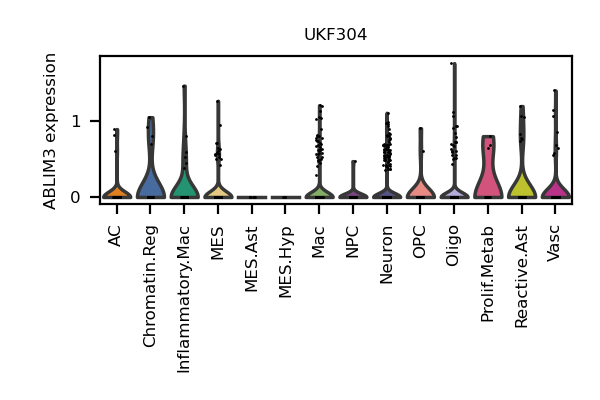 UKF304
ABLIM3 expression
1
0
AC
Chromatin.Reg
Inflammatory.Mac
MES
MES.Ast
MES.Hyp
Mac
NPC
Neuron
OPC
Oligo
Prolif.Metab
Reactive.Ast
Vasc